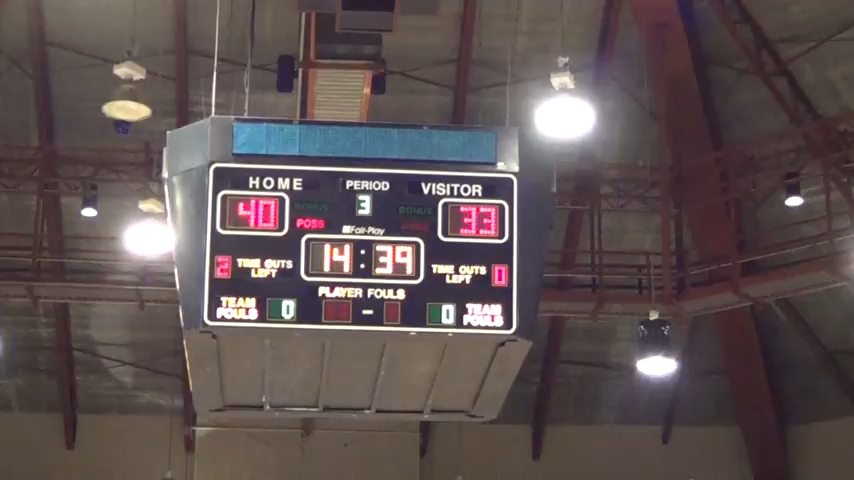 HOME PERIOD VISITOR
40 BONUS 3 BONUS 33
POSS
Fair-Play
2 TIME OUTS LEFT 14:39 TIME OUTS LEFT 0
PLAYER FOULS
TEAM FOULS 0 - 0 TEAM FOULS